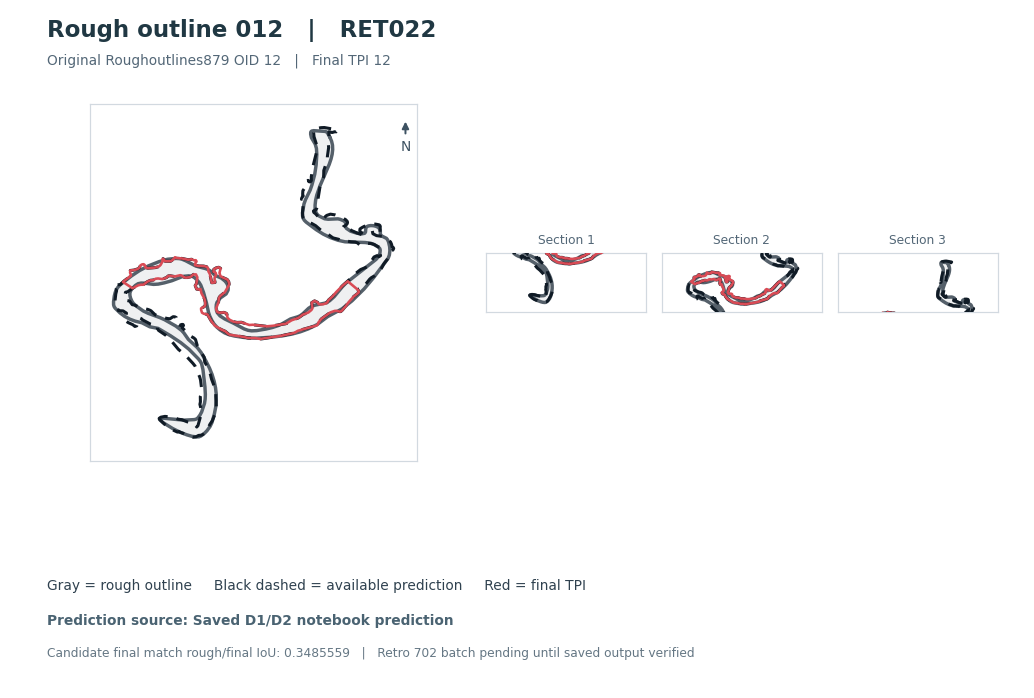 Rough outline 012   |   RET022
Original Roughoutlines879 OID 12   |   Final TPI 12
N
Section 1
Section 2
Section 3
Gray = rough outline     Black dashed = available prediction     Red = final TPI
Prediction source: Saved D1/D2 notebook prediction
Candidate final match rough/final IoU: 0.3485559   |   Retro 702 batch pending until saved output verified